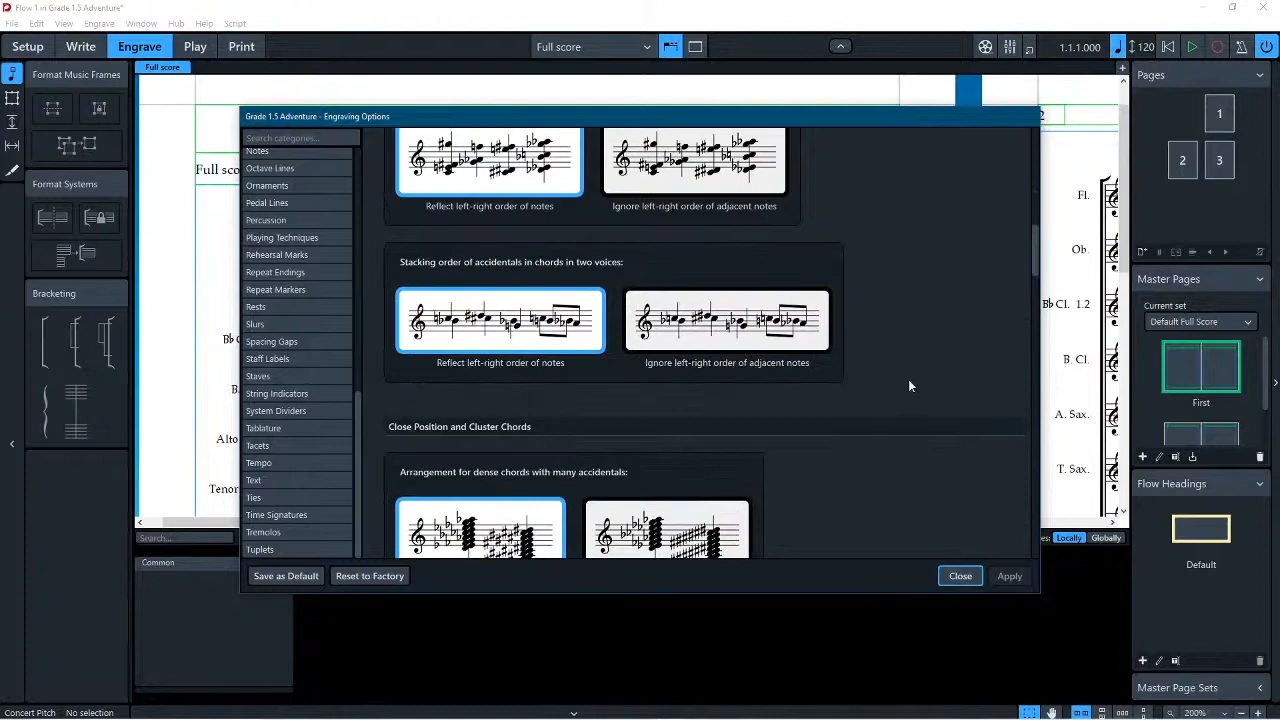 Flow 1 in Grade 1.5 Adventure*
File Edit View Engrave Window Hub Help Script
Setup Write Engrave Play Print Full score 1.1.1.000 120
Full score
Format Music Frames
Format Systems
Bracketing
Full sco
B♭
B.
Alto
Tenor
Grade 1.5 Adventure - Engraving Options
Search categories...
Notes
Octave Lines
Ornaments
Pedal Lines
Percussion
Playing Techniques
Rehearsal Marks
Repeat Endings
Repeat Markers
Rests
Slurs
Spacing Gaps
Staff Labels
Staves
String Indicators
System Dividers
Tablature
Tacets
Tempo
Text
Ties
Time Signatures
Tremolos
Tuplets
Reflect left-right order of notes Ignore left-right order of adjacent notes
Stacking order of accidentals in chords in two voices:
Reflect left-right order of notes Ignore left-right order of adjacent notes
Close Position and Cluster Chords
Arrangement for dense chords with many accidentals:
Save as Default Reset to Factory Close Apply
2
Fl.
Ob.
B♭ Cl. 1.2
B. Cl.
A. Sax.
T. Sax.
Search...
Common
Locally Globally
Pages
1
2 3
Master Pages
Current set
Default Full Score
First
Flow Headings
Default
Master Page Sets
Concert Pitch No selection 200%